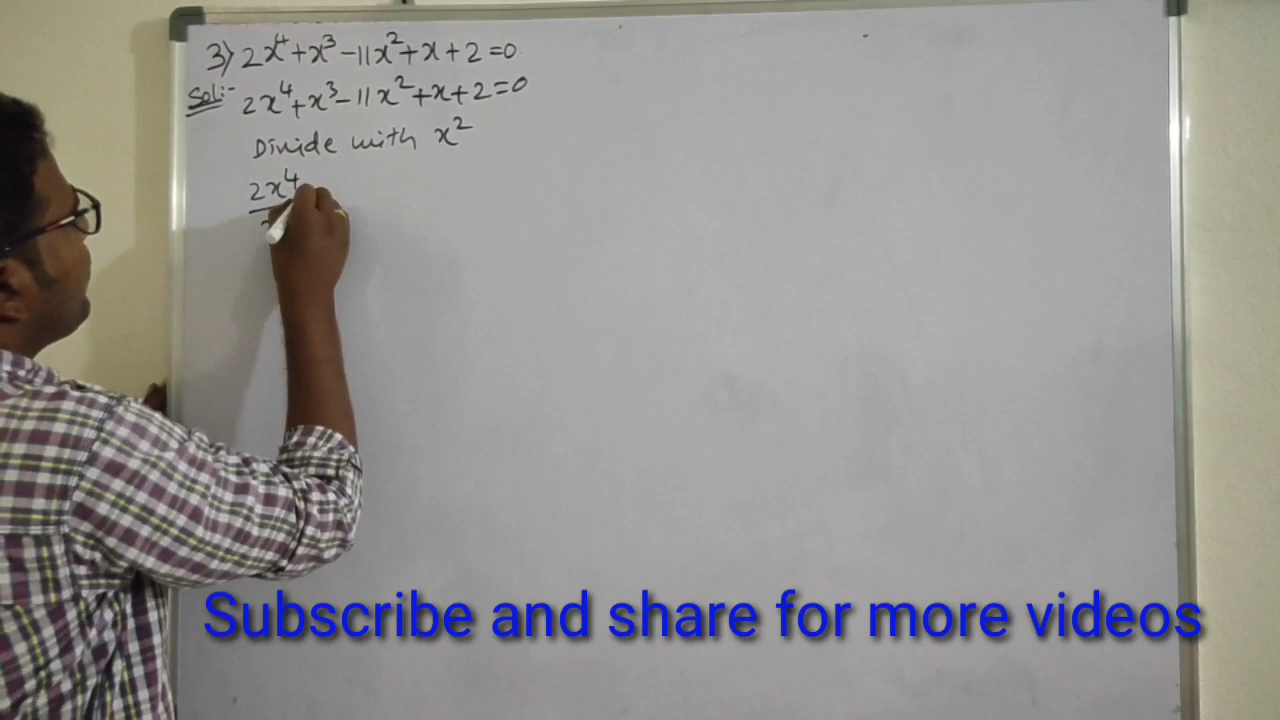 3) 2x⁴+x³-11x²+x+2=0
Sol:- 2x⁴+x³-11x²+x+2=0
Divide with x²
2x⁴
Subscribe and share for more videos